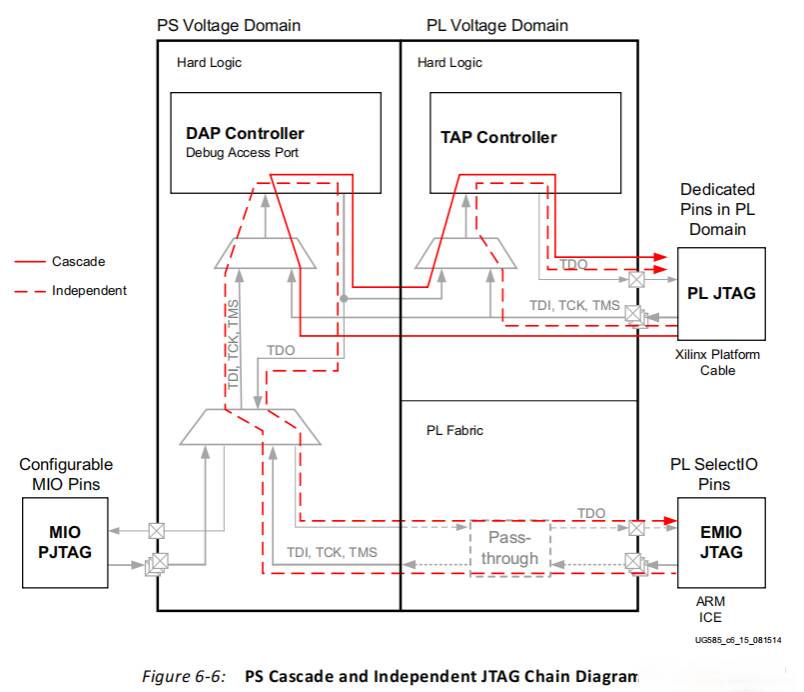 PS Voltage Domain
PL Voltage Domain
Hard Logic
Hard Logic
DAP Controller
Debug Access Port
TAP Controller
Dedicated
Pins in PL
Domain
Cascade
Independent
TDO
PL JTAG
TDI, TCK, TMS
TDI, TCK, TMS
TDO
Xilinx Platform
Cable
PL Fabric
Configurable
MIO Pins
PL SelectIO
Pins
MIO
PJTAG
TDO
Pass-
through
EMIO
JTAG
TDI, TCK, TMS
ARM
ICE
UG585_c6_15_081514
Figure 6-6: PS Cascade and Independent JTAG Chain Diagram